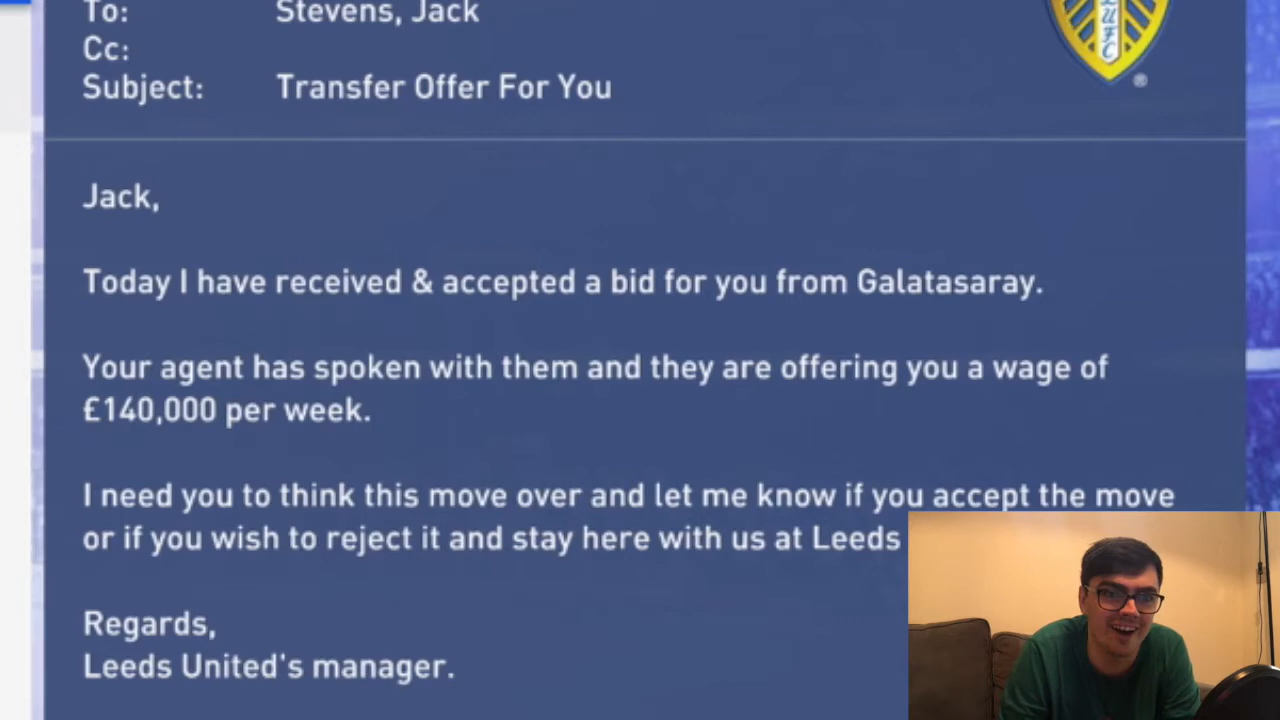 To: Stevens, Jack
Cc:
Subject: Transfer Offer For You
LUFC
®
Jack,
Today I have received & accepted a bid for you from Galatasaray.
Your agent has spoken with them and they are offering you a wage of
£140,000 per week.
I need you to think this move over and let me know if you accept the move
or if you wish to reject it and stay here with us at Leeds
Regards,
Leeds United's manager.